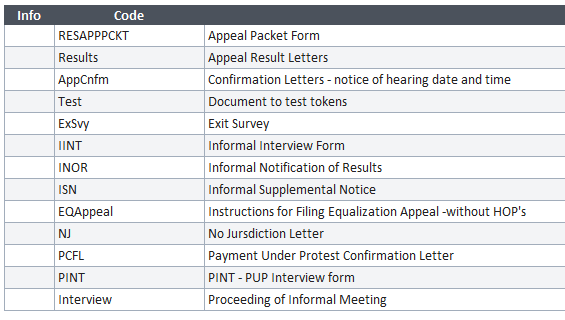 Info Code
RESAPPPCKT Appeal Packet Form
Results Appeal Result Letters
AppCnfm Confirmation Letters - notice of hearing date and time
Test Document to test tokens
ExSvy Exit Survey
IINT Informal Interview Form
INOR Informal Notification of Results
ISN Informal Supplemental Notice
EQAppeal Instructions for Filing Equalization Appeal -without HOP's
NJ No Jursdiction Letter
PCFL Payment Under Protest Confirmation Letter
PINT PINT - PUP Interview form
Interview Proceeding of Informal Meeting